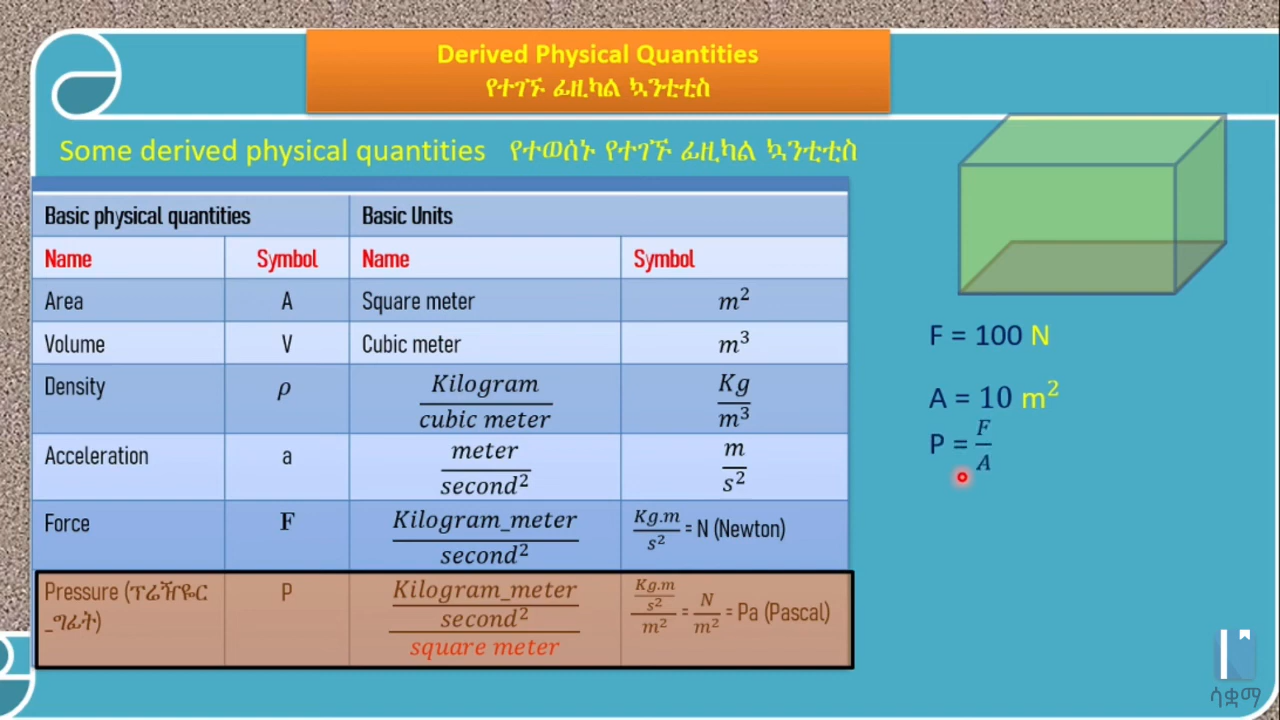 Derived Physical Quantities
የተገኙ ፊዚካል ኳንቲቲስ
Some derived physical quantities የተወሰኑ የተገኙ ፊዚካል ኳንቲቲስ
Basic physical quantities Basic Units
Name Symbol Name Symbol
Area A Square meter m²
Volume V Cubic meter m³
Density ρ Kilogram/cubic meter Kg/m³
Acceleration a meter/second² m/s²
Force F Kilogram_meter/second² Kg.m/s² = N (Newton)
Pressure (ፕሬሽዬር _ግፊት) P Kilogram_meter/second²/square meter Kg.m/s²/m² = N/m² = Pa (Pascal)
F = 100 N
A = 10 m²
P = F/A
ሳቋማ